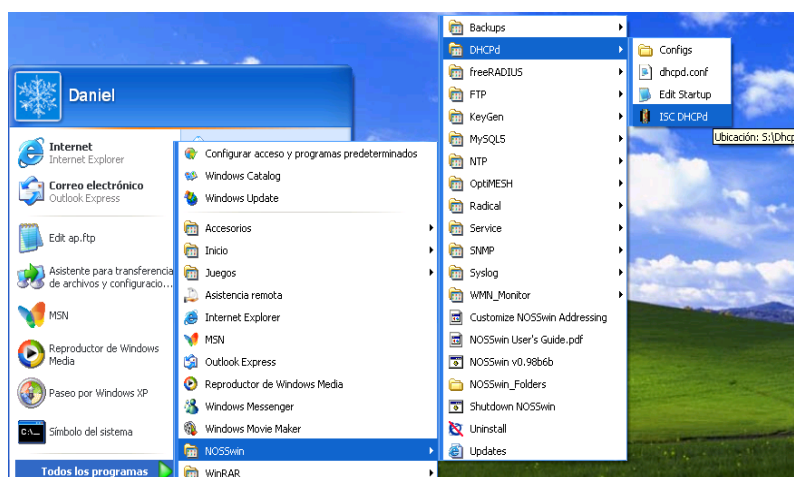 Daniel
Internet
Internet Explorer
Correo electrónico
Outlook Express
Edit ap.ftp
Asistente para transferencia
de archivos y configuracio...
MSN
Reproductor de Windows
Media
Paseo por Windows XP
C:\_
Símbolo del sistema
Todos los programas
Configurar acceso y programas predeterminados
Windows Catalog
Windows Update
Accesorios
Inicio
Juegos
Asistencia remota
Internet Explorer
MSN
Outlook Express
Reproductor de Windows Media
Windows Messenger
Windows Movie Maker
NOSSwin
WinRAR
Backups
DHCPd
freeRADIUS
FTP
KeyGen
MySQL5
NTP
OptiMESH
Radical
Service
SNMP
Syslog
WMN_Monitor
Customize NOSSwin Addressing
NOSSwin User's Guide.pdf
NOSSwin v0.98b6b
NOSSwin_Folders
Shutdown NOSSwin
Uninstall
Updates
Configs
dhcpd.conf
Edit Startup
ISC DHCPd
Ubicación: S:\Dhcp